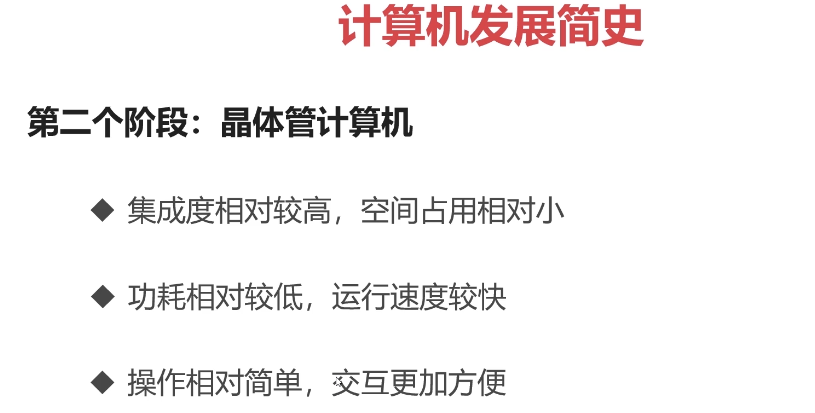 计算机发展简史
第二个阶段：晶体管计算机
◆ 集成度相对较高，空间占用相对小
◆ 功耗相对较低，运行速度较快
◆ 操作相对简单，交互更加方便